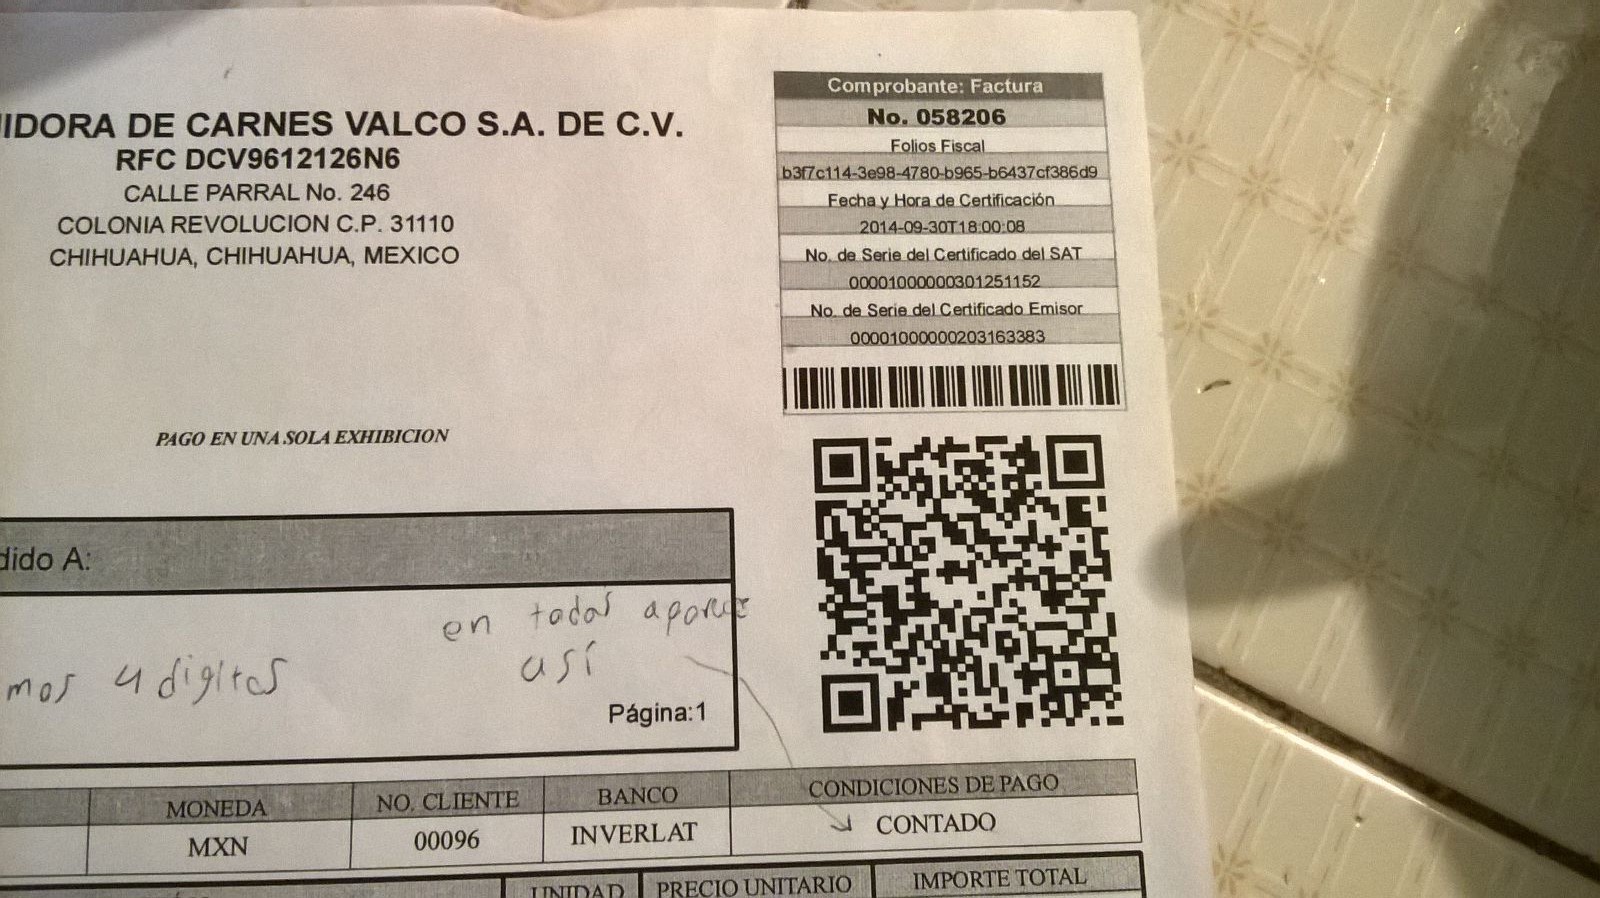 IDORA DE CARNES VALCO S.A. DE C.V.
RFC DCV9612126N6
CALLE PARRAL No. 246
COLONIA REVOLUCION C.P. 31110
CHIHUAHUA, CHIHUAHUA, MEXICO
PAGO EN UNA SOLA EXHIBICION
Comprobante: Factura
No. 058206
Folios Fiscal
b3f7c114-3e98-4780-b965-b6437cf386d9
Fecha y Hora de Certificación
2014-09-30T18:00:08
No. de Serie del Certificado del SAT
00001000000301251152
No. de Serie del Certificado Emisor
00001000000203163383
dido A:
en todas aparece
así
mos 4 digitos
Página:1
MONEDA NO. CLIENTE BANCO CONDICIONES DE PAGO
MXN 00096 INVERLAT CONTADO
UNIDAD PRECIO UNITARIO IMPORTE TOTAL